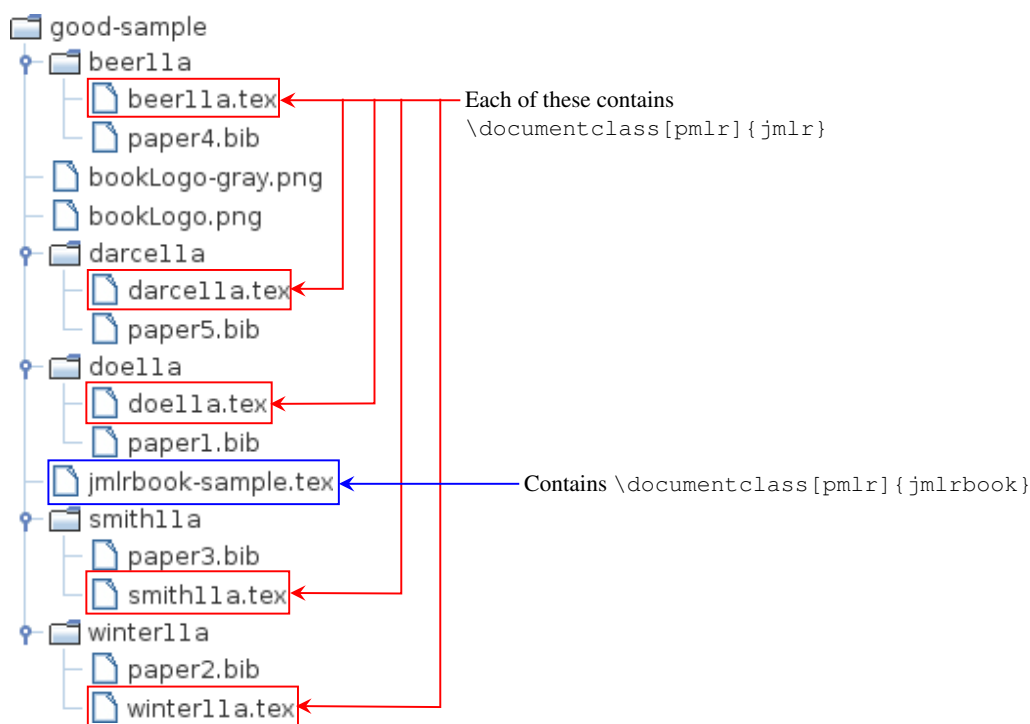 good-sample
beer11a
beer11a.tex
Each of these contains
\documentclass[pmlr]{jmlr}
paper4.bib
bookLogo-gray.png
bookLogo.png
darce11a
darce11a.tex
paper5.bib
doe11a
doe11a.tex
paper1.bib
jmlrbook-sample.tex
Contains \documentclass[pmlr]{jmlrbook}
smith11a
paper3.bib
smith11a.tex
winter11a
paper2.bib
winter11a.tex